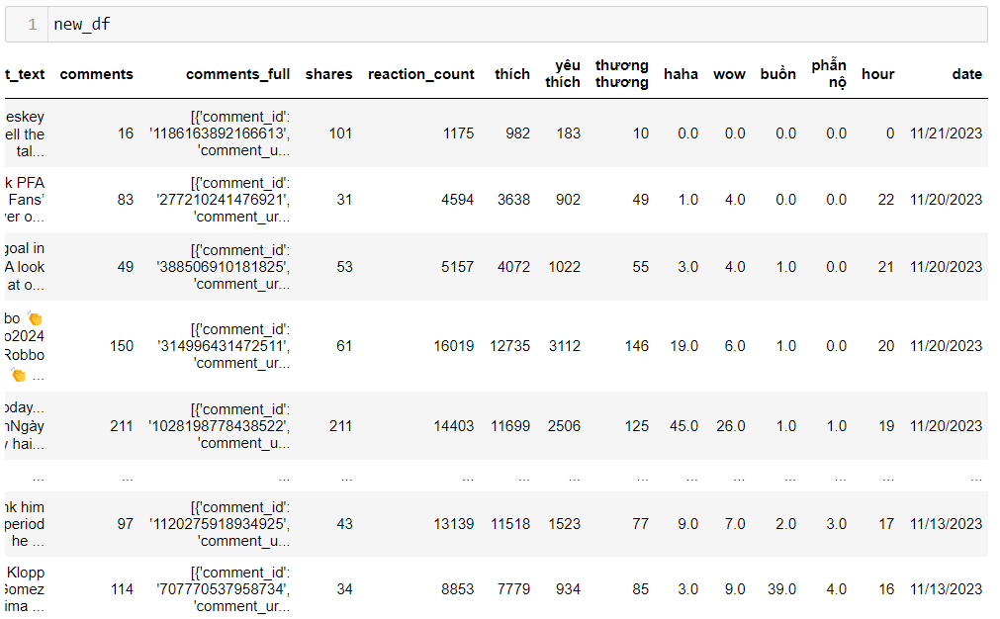 1 new_df
t_text comments comments_full shares reaction_count thích yêu thích thương thương haha wow buồn phẫn nộ hour date
eskey
ell the
tal...
16
[{'comment_id':
'1186163892166613',
'comment_u...
101 1175 982 183 10 0.0 0.0 0.0 0.0 0 11/21/2023
k PFA
Fans’
er o...
83
[{'comment_id':
'277210241476921',
'comment_ur...
31 4594 3638 902 49 1.0 4.0 0.0 0.0 22 11/20/2023
goal in
A look
at o...
49
[{'comment_id':
'388506910181825',
'comment_ur...
53 5157 4072 1022 55 3.0 4.0 1.0 0.0 21 11/20/2023
bo 👏
o2024
Robbo
👏 ...
150
[{'comment_id':
'314996431472511',
'comment_ur...
61 16019 12735 3112 146 19.0 6.0 1.0 0.0 20 11/20/2023
oday...
nNgày
hai...
211
[{'comment_id':
'1028198778438522',
'comment_u...
211 14403 11699 2506 125 45.0 26.0 1.0 1.0 19 11/20/2023
... ... ... ... ... ... ... ... ... ... ... ... ... ...
nk him
period
he ...
97
[{'comment_id':
'1120275918934925',
'comment_u...
43 13139 11518 1523 77 9.0 7.0 2.0 3.0 17 11/13/2023
Klopp
Gomez
ima ...
114
[{'comment_id':
'707770537958734',
'comment_ur...
34 8853 7779 934 85 3.0 9.0 39.0 4.0 16 11/13/2023